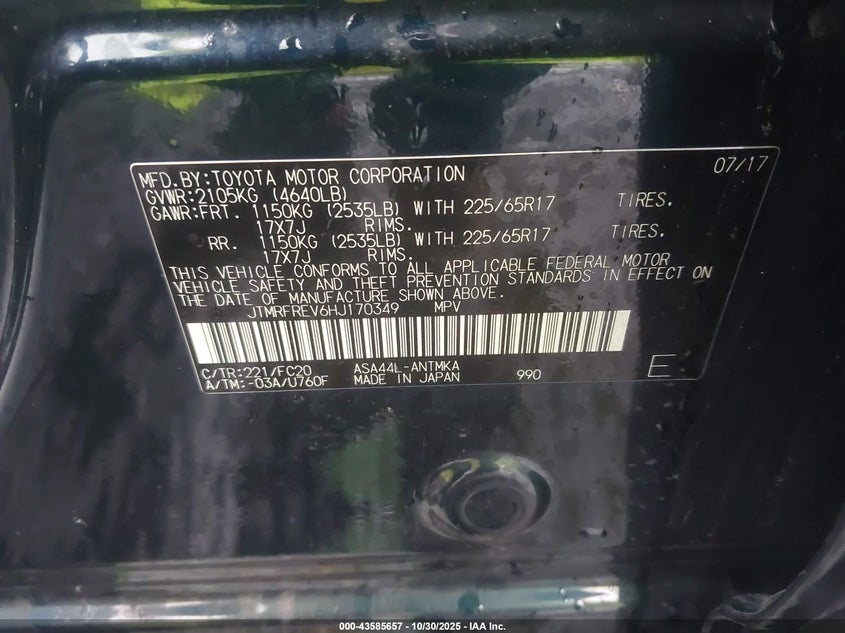 07/17
MFD.BY:TOYOTA MOTOR CORPORATION
GVWR:2105KG (4640LB)
GAWR:FRT. 1150KG (2535LB) WITH 225/65R17 TIRES.
17X7J RIMS.
RR. 1150KG (2535LB) WITH 225/65R17 TIRES.
17X7J RIMS.
THIS VEHICLE CONFORMS TO ALL APPLICABLE FEDERAL MOTOR
VEHICLE SAFETY AND THEFT PREVENTION STANDARDS IN EFFECT ON
THE DATE OF MANUFACTURE SHOWN ABOVE.
JTMRFREV6HJ170349 MPV
C/TR:221/FC20 ASA44L-ANTMKA
A/TM:-03A/U760F MADE IN JAPAN 990 E
000-43585657 - 10/30/2025 - IAA Inc.